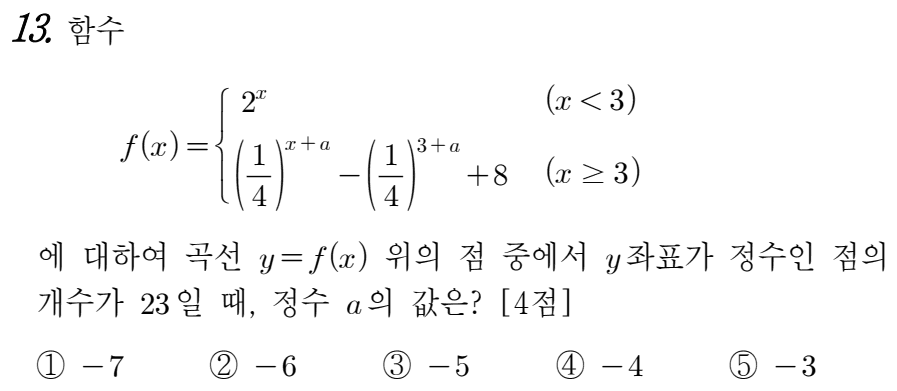 13. 함수
f(x) = { 2^x (x < 3)
(1/4)^{x+a} − (1/4)^{3+a} + 8 (x ≥ 3)
에 대하여 곡선 y=f(x) 위의 점 중에서 y좌표가 정수인 점의
개수가 23일 때, 정수 a의 값은? [4점]
① −7 ② −6 ③ −5 ④ −4 ⑤ −3